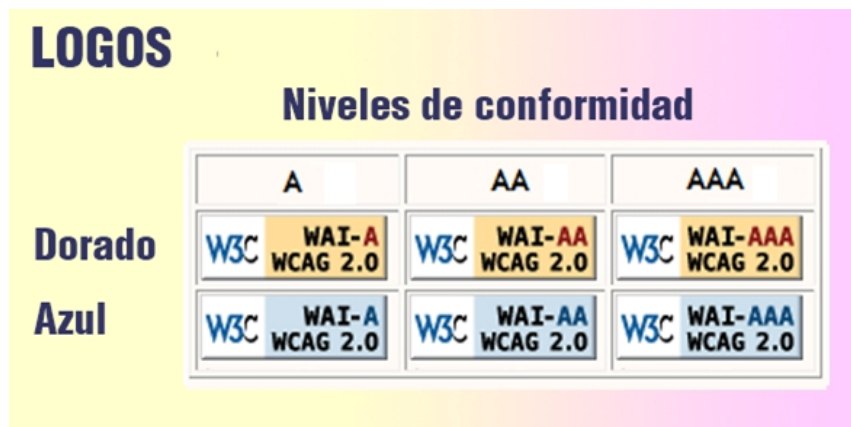 LOGOS
Niveles de conformidad
A AA AAA
Dorado
W3C WAI-A WCAG 2.0
W3C WAI-AA WCAG 2.0
W3C WAI-AAA WCAG 2.0
Azul
W3C WAI-A WCAG 2.0
W3C WAI-AA WCAG 2.0
W3C WAI-AAA WCAG 2.0